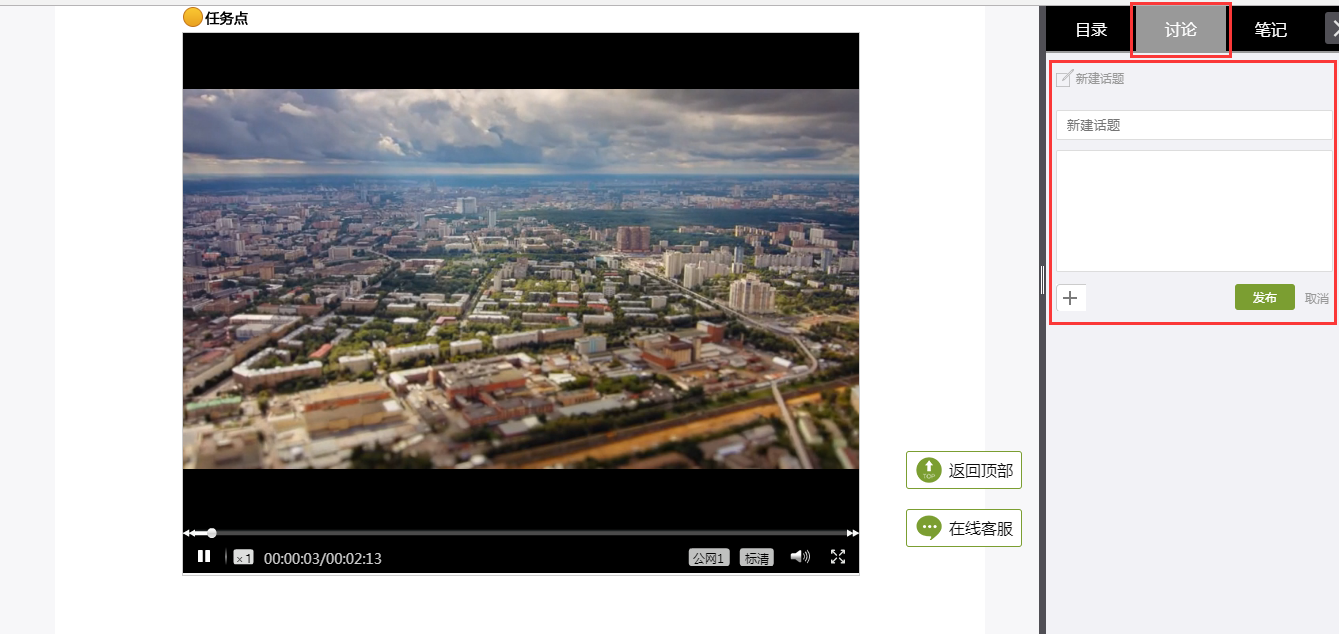 任务点
×1
00:00:03/00:02:13
公网1
标清
TOP
返回顶部
在线客服
目录
讨论
笔记
新建话题
新建话题
发布
取消